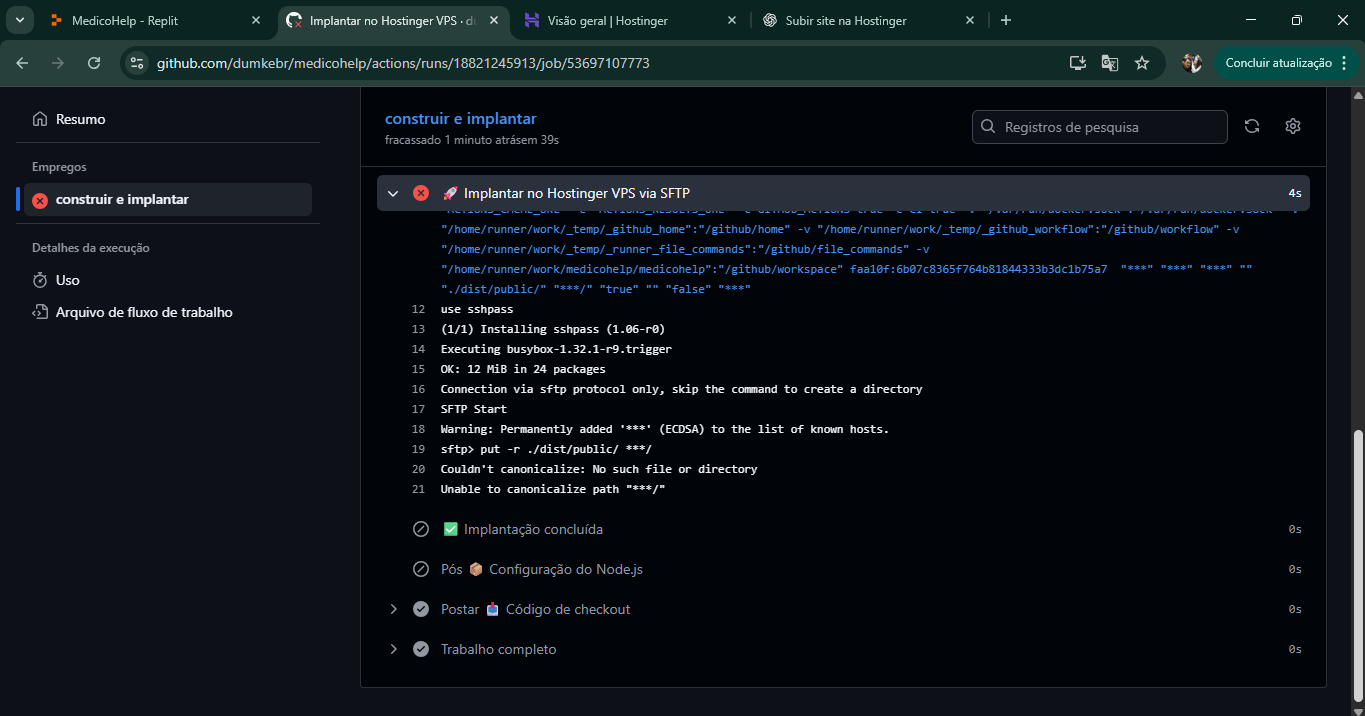 MedicoHelp - Replit
Implantar no Hostinger VPS · du
Visão geral | Hostinger
Subir site na Hostinger
github.com/dumkebr/medicohelp/actions/runs/18821245913/job/53697107773
Concluir atualização
Resumo
Empregos
construir e implantar
Detalhes da execução
Uso
Arquivo de fluxo de trabalho
construir e implantar
fracassado 1 minuto atrásem 39s
Registros de pesquisa
🚀 Implantar no Hostinger VPS via SFTP 4s
"/home/runner/work/_temp/_github_home":"/github/home" -v "/home/runner/work/_temp/_github_workflow":"/github/workflow" -v
"/home/runner/work/_temp/_runner_file_commands":"/github/file_commands" -v
"/home/runner/work/medicohelp/medicohelp":"/github/workspace" faa10f:6b07c8365f764b81844333b3dc1b75a7 "***" "***" "***" ""
"./dist/public/" "***/" "true" "" "false" "***"
12 use sshpass
13 (1/1) Installing sshpass (1.06-r0)
14 Executing busybox-1.32.1-r9.trigger
15 OK: 12 MiB in 24 packages
16 Connection via sftp protocol only, skip the command to create a directory
17 SFTP Start
18 Warning: Permanently added '***' (ECDSA) to the list of known hosts.
19 sftp> put -r ./dist/public/ ***/
20 Couldn't canonicalize: No such file or directory
21 Unable to canonicalize path "***/"
✅ Implantação concluída 0s
Pós 📦 Configuração do Node.js 0s
Postar 📥 Código de checkout 0s
Trabalho completo 0s